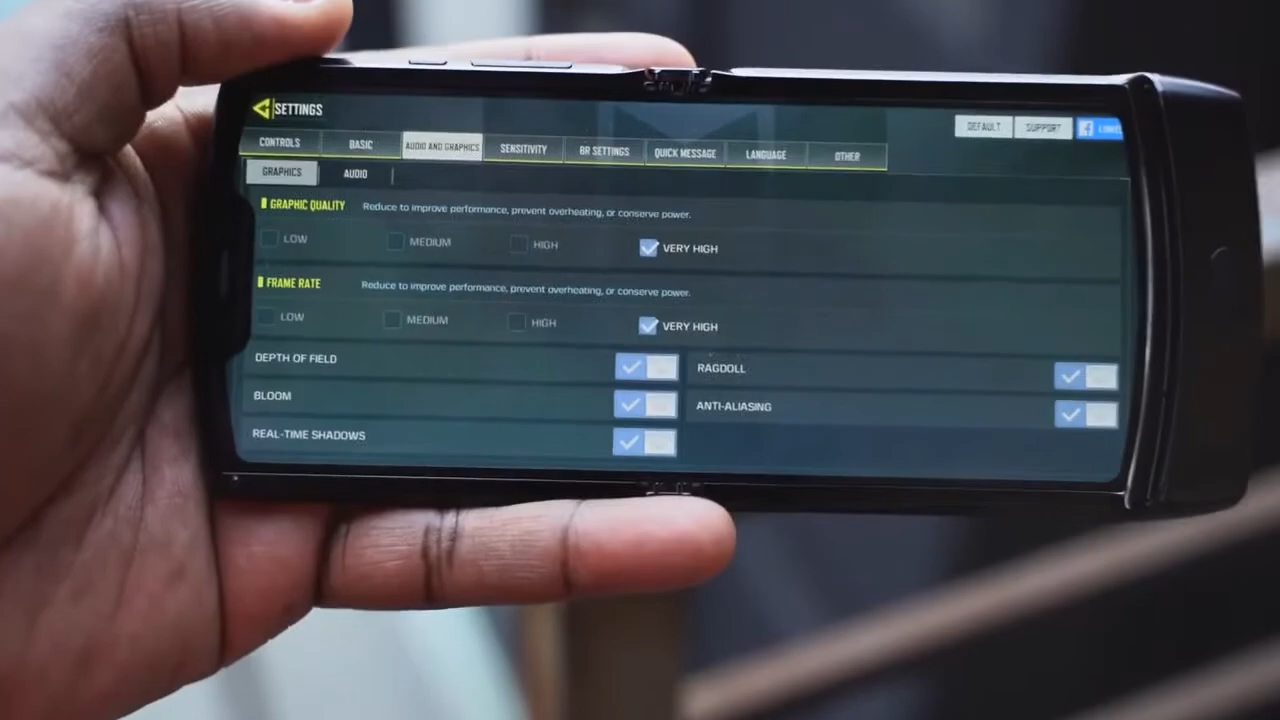 SETTINGS
DEFAULT SUPPORT
CONTROLS BASIC AUDIO AND GRAPHICS SENSITIVITY BR SETTINGS QUICK MESSAGE LANGUAGE OTHER
GRAPHICS AUDIO
GRAPHIC QUALITY Reduce to improve performance, prevent overheating, or conserve power.
LOW MEDIUM HIGH VERY HIGH
FRAME RATE Reduce to improve performance, prevent overheating, or conserve power.
LOW MEDIUM HIGH VERY HIGH
DEPTH OF FIELD RAGDOLL
BLOOM ANTI-ALIASING
REAL-TIME SHADOWS